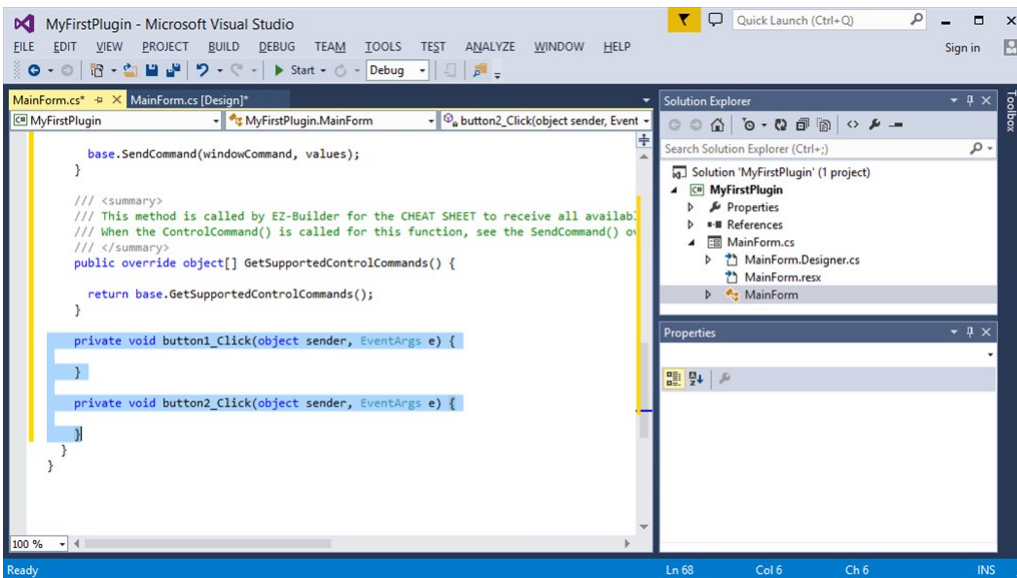 MyFirstPlugin - Microsoft Visual Studio
Quick Launch (Ctrl+Q)
FILE EDIT VIEW PROJECT BUILD DEBUG TEAM TOOLS TEST ANALYZE WINDOW HELP
Sign in
Start
Debug
MainForm.cs* MainForm.cs [Design]*
MyFirstPlugin MyFirstPlugin.MainForm button2_Click(object sender, Event
base.SendCommand(windowCommand, values);
}
/// <summary>
/// This method is called by EZ-Builder for the CHEAT SHEET to receive all availabl
/// When the ControlCommand() is called for this function, see the SendCommand() ov
/// </summary>
public override object[] GetSupportedControlCommands() {
return base.GetSupportedControlCommands();
}
private void button1_Click(object sender, EventArgs e) {
}
private void button2_Click(object sender, EventArgs e) {
}
}
}
100 %
Solution Explorer
Search Solution Explorer (Ctrl+;)
Solution 'MyFirstPlugin' (1 project)
C# MyFirstPlugin
Properties
References
MainForm.cs
MainForm.Designer.cs
MainForm.resx
MainForm
Properties
Toolbox
Ready
Ln 68 Col 6 Ch 6 INS